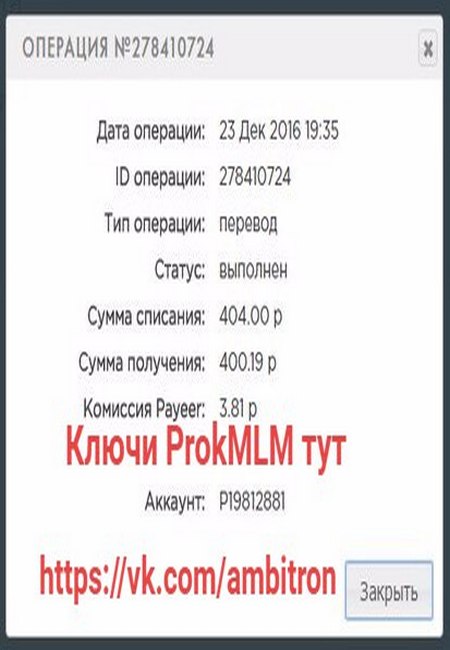 ОПЕРАЦИЯ №278410724
Дата операции: 23 Дек 2016 19:35
ID операции: 278410724
Тип операции: перевод
Статус: выполнен
Сумма списания: 404.00 р
Сумма получения: 400.19 р
Комиссия Payeer: 3.81 р
Ключи ProkMLM тут
Аккаунт: P19812881
https://vk.com/ambitron
Закрыть